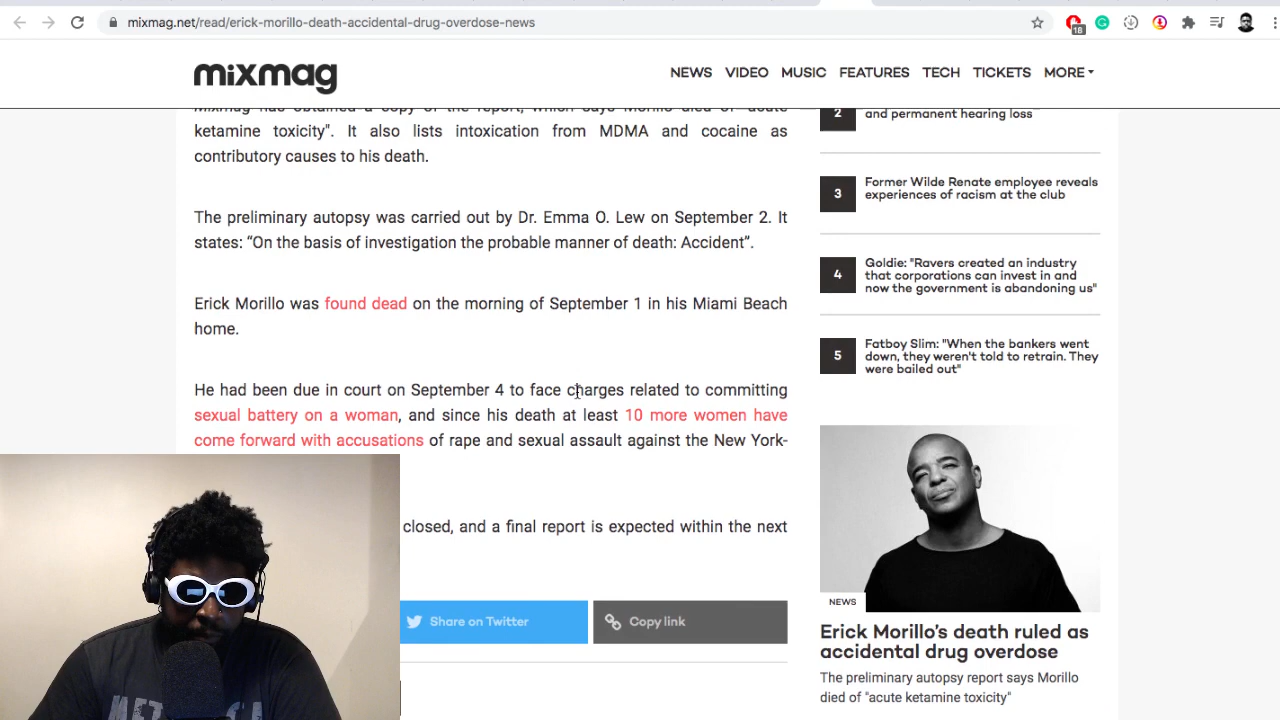 mixmag.net/read/erick-morillo-death-accidental-drug-overdose-news
18
mixmag
NEWS VIDEO MUSIC FEATURES TECH TICKETS MORE
Mixmag has obtained a copy of the report, which says Morillo died of "acute
ketamine toxicity". It also lists intoxication from MDMA and cocaine as
contributory causes to his death.
The preliminary autopsy was carried out by Dr. Emma O. Lew on September 2. It
states: “On the basis of investigation the probable manner of death: Accident”.
Erick Morillo was found dead on the morning of September 1 in his Miami Beach
home.
He had been due in court on September 4 to face charges related to committing
sexual battery on a woman, and since his death at least 10 more women have
come forward with accusations of rape and sexual assault against the New York-
closed, and a final report is expected within the next
Share on Twitter
Copy link
2
and permanent hearing loss"
3
Former Wilde Renate employee reveals
experiences of racism at the club
4
Goldie: "Ravers created an industry
that corporations can invest in and
now the government is abandoning us"
5
Fatboy Slim: "When the bankers went
down, they weren't told to retrain. They
were bailed out"
NEWS
Erick Morillo’s death ruled as
accidental drug overdose
The preliminary autopsy report says Morillo
died of "acute ketamine toxicity"